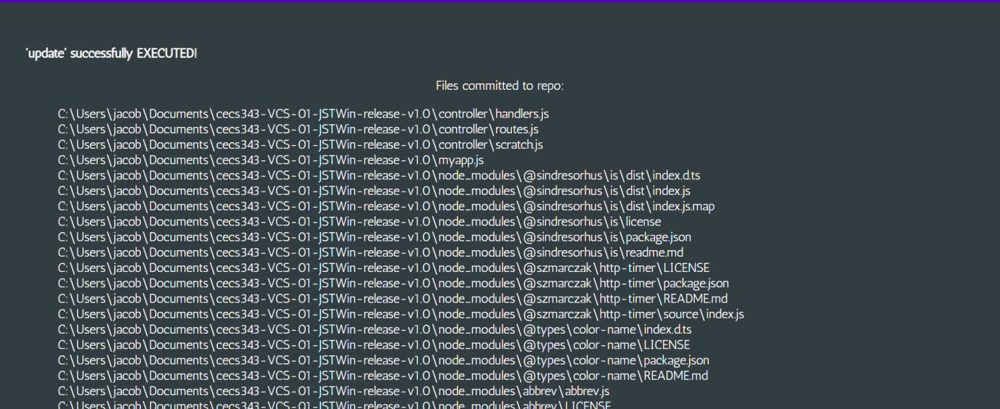 'update' successfully EXECUTED!
Files committed to repo:
C:\Users\jacob\Documents\cecs343-VCS-01-JSTWin-release-v1.0\controller\handlers.js
C:\Users\jacob\Documents\cecs343-VCS-01-JSTWin-release-v1.0\controller\routes.js
C:\Users\jacob\Documents\cecs343-VCS-01-JSTWin-release-v1.0\controller\scratch.js
C:\Users\jacob\Documents\cecs343-VCS-01-JSTWin-release-v1.0\myapp.js
C:\Users\jacob\Documents\cecs343-VCS-01-JSTWin-release-v1.0\node_modules\@sindresorhus\is\dist\index.d.ts
C:\Users\jacob\Documents\cecs343-VCS-01-JSTWin-release-v1.0\node_modules\@sindresorhus\is\dist\index.js
C:\Users\jacob\Documents\cecs343-VCS-01-JSTWin-release-v1.0\node_modules\@sindresorhus\is\dist\index.js.map
C:\Users\jacob\Documents\cecs343-VCS-01-JSTWin-release-v1.0\node_modules\@sindresorhus\is\license
C:\Users\jacob\Documents\cecs343-VCS-01-JSTWin-release-v1.0\node_modules\@sindresorhus\is\package.json
C:\Users\jacob\Documents\cecs343-VCS-01-JSTWin-release-v1.0\node_modules\@sindresorhus\is\readme.md
C:\Users\jacob\Documents\cecs343-VCS-01-JSTWin-release-v1.0\node_modules\@szmarczak\http-timer\LICENSE
C:\Users\jacob\Documents\cecs343-VCS-01-JSTWin-release-v1.0\node_modules\@szmarczak\http-timer\package.json
C:\Users\jacob\Documents\cecs343-VCS-01-JSTWin-release-v1.0\node_modules\@szmarczak\http-timer\README.md
C:\Users\jacob\Documents\cecs343-VCS-01-JSTWin-release-v1.0\node_modules\@szmarczak\http-timer\source\index.js
C:\Users\jacob\Documents\cecs343-VCS-01-JSTWin-release-v1.0\node_modules\@types\color-name\index.d.ts
C:\Users\jacob\Documents\cecs343-VCS-01-JSTWin-release-v1.0\node_modules\@types\color-name\LICENSE
C:\Users\jacob\Documents\cecs343-VCS-01-JSTWin-release-v1.0\node_modules\@types\color-name\package.json
C:\Users\jacob\Documents\cecs343-VCS-01-JSTWin-release-v1.0\node_modules\@types\color-name\README.md
C:\Users\jacob\Documents\cecs343-VCS-01-JSTWin-release-v1.0\node_modules\abbrev\abbrev.js
C:\Users\jacob\Documents\cecs343-VCS-01-JSTWin-release-v1.0\node_modules\abbrev\LICENSE